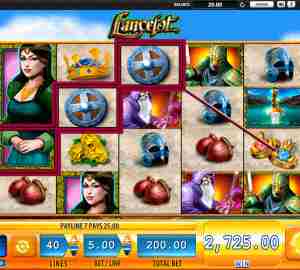 BALANCE
20.00
Lancelot
PAYLINE 7 PAYS 25.00
40
5.00
200.00
2,725.00
LINES
BET / LINE
TOTAL BET
WIN